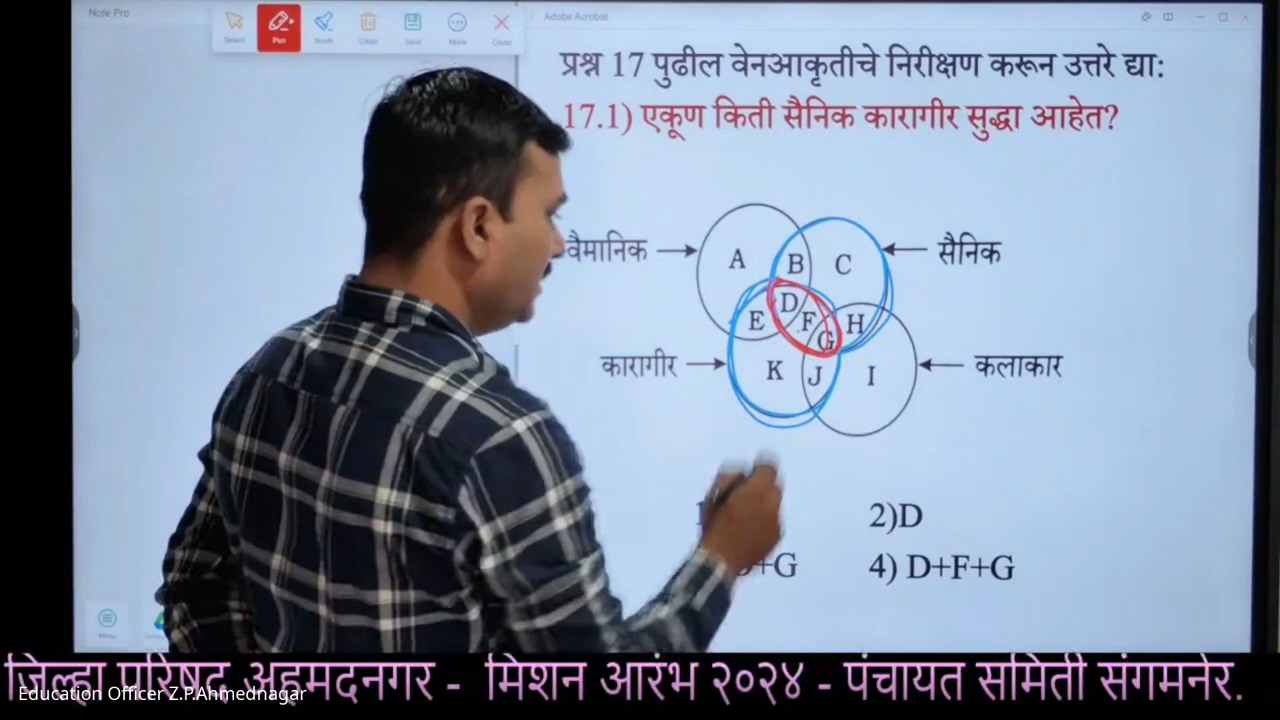 Note Pro
Adobe Acrobat
Select Pen Brush Clean Save More Close
प्रश्न 17 पुढील वेनआकृतीचे निरीक्षण करून उत्तरे द्या:
17.1) एकूण किती सैनिक कारागीर सुद्धा आहेत?
वैमानिक
A
B
C
सैनिक
D
E
F
H
G
कारागीर
K
J
I
कलाकार
2)D
+G
4) D+F+G
Menu
जिल्हा परिषद अहमदनगर - मिशन आरंभ २०२४ - पंचायत समिती संगमनेर.
Education Officer Z.P.Ahmednagar